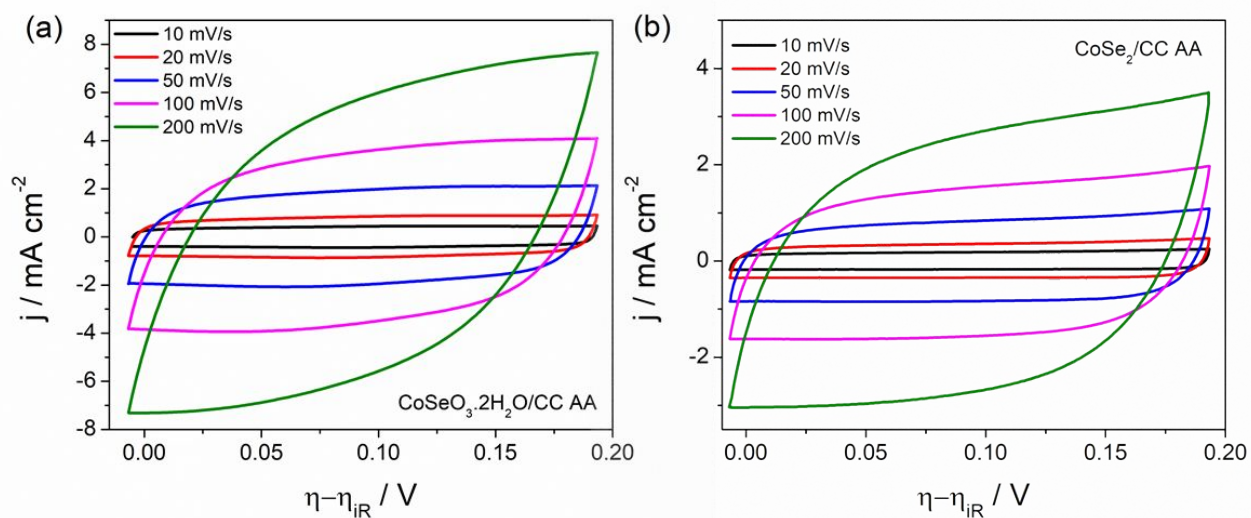 (a)
10 mV/s
20 mV/s
50 mV/s
100 mV/s
200 mV/s
8
6
4
2
0
-2
-4
-6
-8
j / mA cm⁻²
CoSeO₃.2H₂O/CC AA
0.00
0.05
0.10
0.15
0.20
η−ηiR / V
(b)
10 mV/s
20 mV/s
50 mV/s
100 mV/s
200 mV/s
CoSe₂/CC AA
4
2
0
-2
j / mA cm⁻²
0.00
0.05
0.10
0.15
0.20
η−ηiR / V